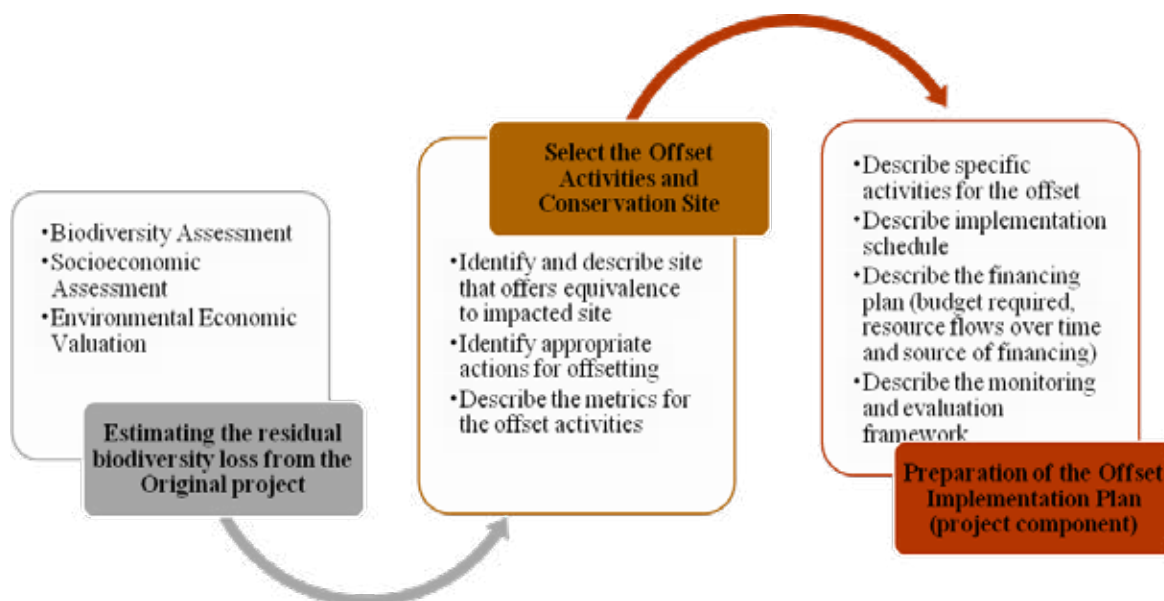 •Biodiversity Assessment
•Socioeconomic
Assessment
•Environmental Economic
Valuation
Estimating the residual
biodiversity loss from the
Original project
Select the Offset
Activities and
Conservation Site
•Identify and describe site
that offers equivalence
to impacted site
•Identify appropriate
actions for offsetting
•Describe the metrics for
the offset activities
•Describe specific
activities for the offset
•Describe implementation
schedule
•Describe the financing
plan (budget required,
resource flows over time
and source of financing)
•Describe the monitoring
and evaluation
framework
Preparation of the Offset
Implementation Plan
(project component)